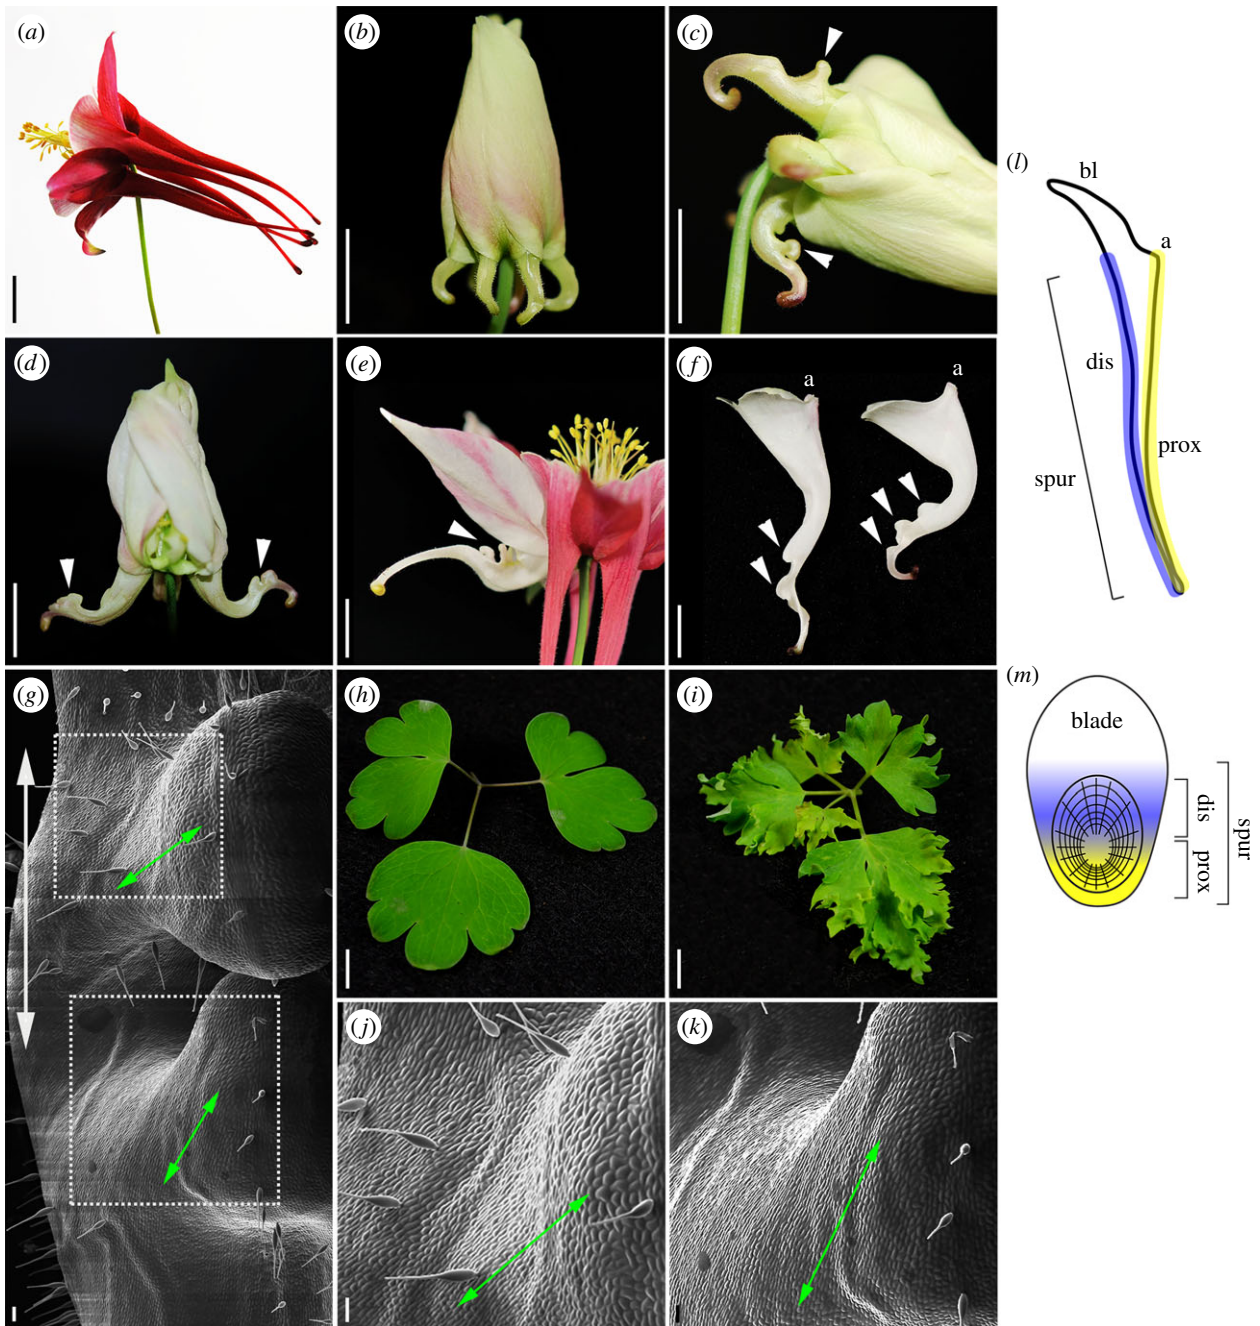 (a)
(b)
(c)
(d)
(e)
(f)
a
a
(g)
(h)
(i)
(j)
(k)
(l)
bl
a
dis
prox
spur
(m)
blade
dis
prox
spur